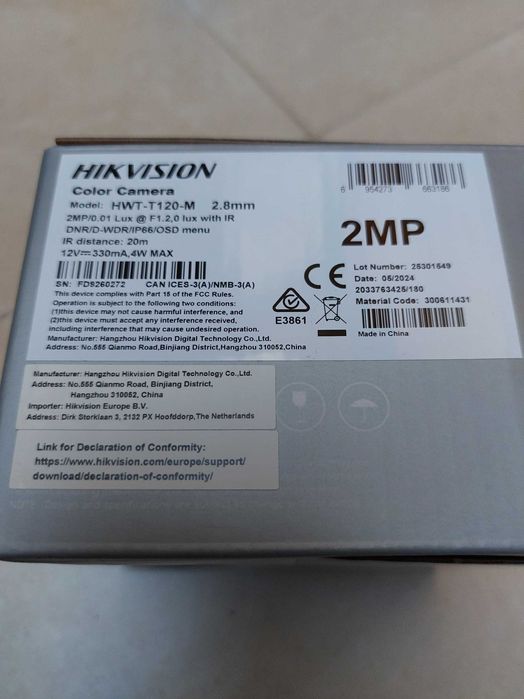 HIKVISION
Color Camera
Model: HWT-T120-M 2.8mm
2MP/0.01 Lux @ F1.2,0 lux with IR
DNR/D-WDR/IP66/OSD menu
IR distance: 20m
12V⎓330mA,4W MAX
SN: FD9260272 CAN ICES-3(A)/NMB-3(A)
This device complies with Part 15 of the FCC Rules.
Operation is subject to the following two conditions:
(1)this device may not cause harmful interference, and
(2)this device must accept any interference received,
including interference that may cause undesired operation.
Manufacturer: Hangzhou Hikvision Digital Technology Co.,Ltd.
Address: No.555 Qianmo Road,Binjiang District,Hangzhou 310052,China
6 954273 663186
2MP
CE
E3861
Lot Number: 25301649
Date: 05/2024
2033763425/180
Material Code: 300611431
Made in China
Manufacturer: Hangzhou Hikvision Digital Technology Co.,Ltd.
Address: No.555 Qianmo Road, Binjiang District,
Hangzhou 310052, China
Importer: Hikvision Europe B.V.
Address: Dirk Storklaan 3, 2132 PX Hoofddorp,The Netherlands
Link for Declaration of Conformity:
https://www.hikvision.com/europe/support/
download/declaration-of-conformity/